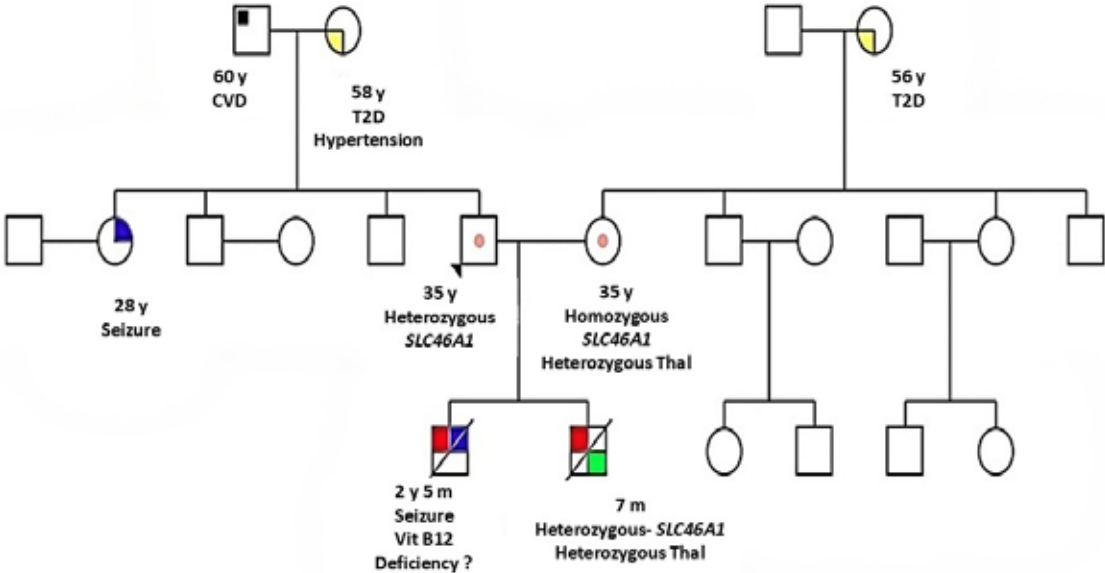 60 y
CVD
58 y
T2D
Hypertension
56 y
T2D
28 y
Seizure
35 y
Heterozygous
SLC46A1
35 y
Homozygous
SLC46A1
Heterozygous Thal
2 y 5 m
Seizure
Vit B12
Deficiency ?
7 m
Heterozygous- SLC46A1
Heterozygous Thal